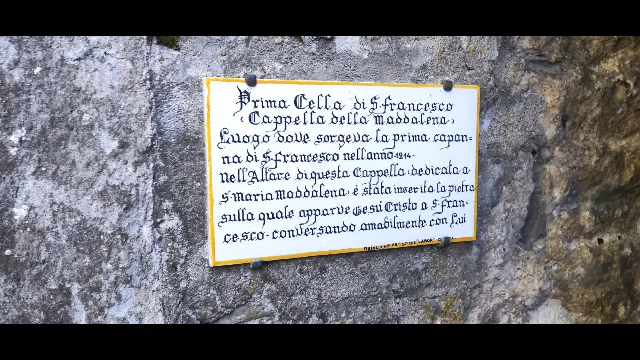 Prima Cella di S. Francesco
(Cappella della Maddalena)
Luogo dove sorgeva la prima capan-
na di S. Francesco nell'anno 1214.
nell'Altare di questa Cappella, dedicata a
S. Maria Maddalena, è stata inserita la pietra
sulla quale apparve Gesù Cristo a S. Fran-
cesco conversando amabilmente con Lui